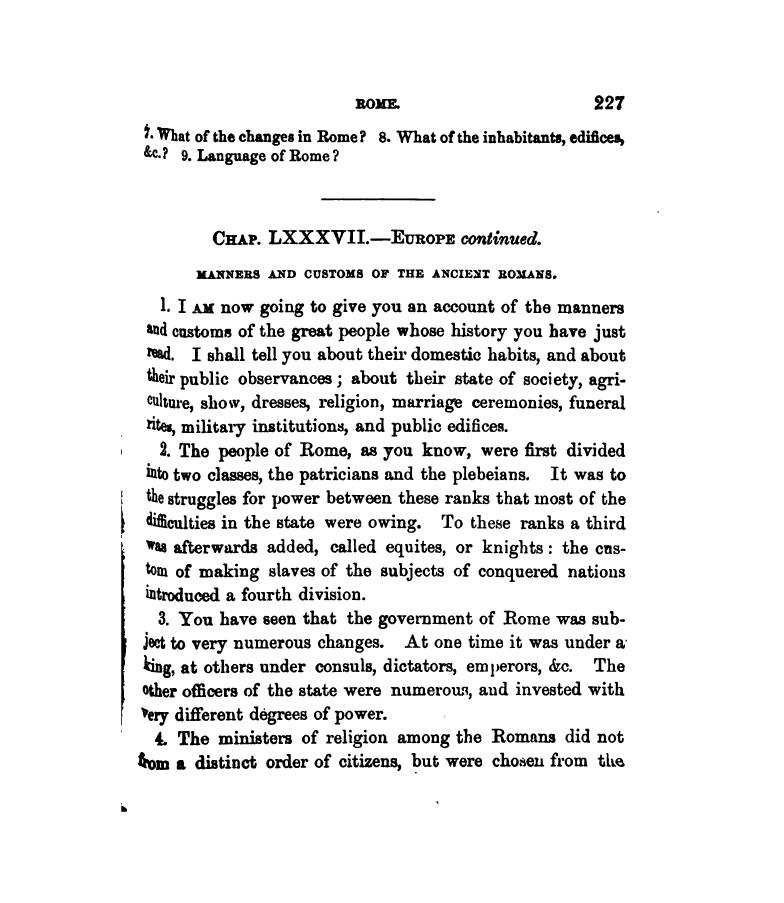 ROME. 227
7. What of the changes in Rome? 8. What of the inhabitants, edifices,
&c.? 9. Language of Rome?
CHAP. LXXXVII.—EUROPE continued.
MANNERS AND CUSTOMS OF THE ANCIENT ROMANS.
1. I AM now going to give you an account of the manners
and customs of the great people whose history you have just
read. I shall tell you about their domestic habits, and about
their public observances; about their state of society, agri-
culture, show, dresses, religion, marriage ceremonies, funeral
rites, military institutions, and public edifices.
2. The people of Rome, as you know, were first divided
into two classes, the patricians and the plebeians. It was to
the struggles for power between these ranks that most of the
difficulties in the state were owing. To these ranks a third
was afterwards added, called equites, or knights: the cus-
tom of making slaves of the subjects of conquered nations
introduced a fourth division.
3. You have seen that the government of Rome was sub-
ject to very numerous changes. At one time it was under a
king, at others under consuls, dictators, emperors, &c. The
other officers of the state were numerous, and invested with
very different degrees of power.
4. The ministers of religion among the Romans did not
from a distinct order of citizens, but were chosen from the